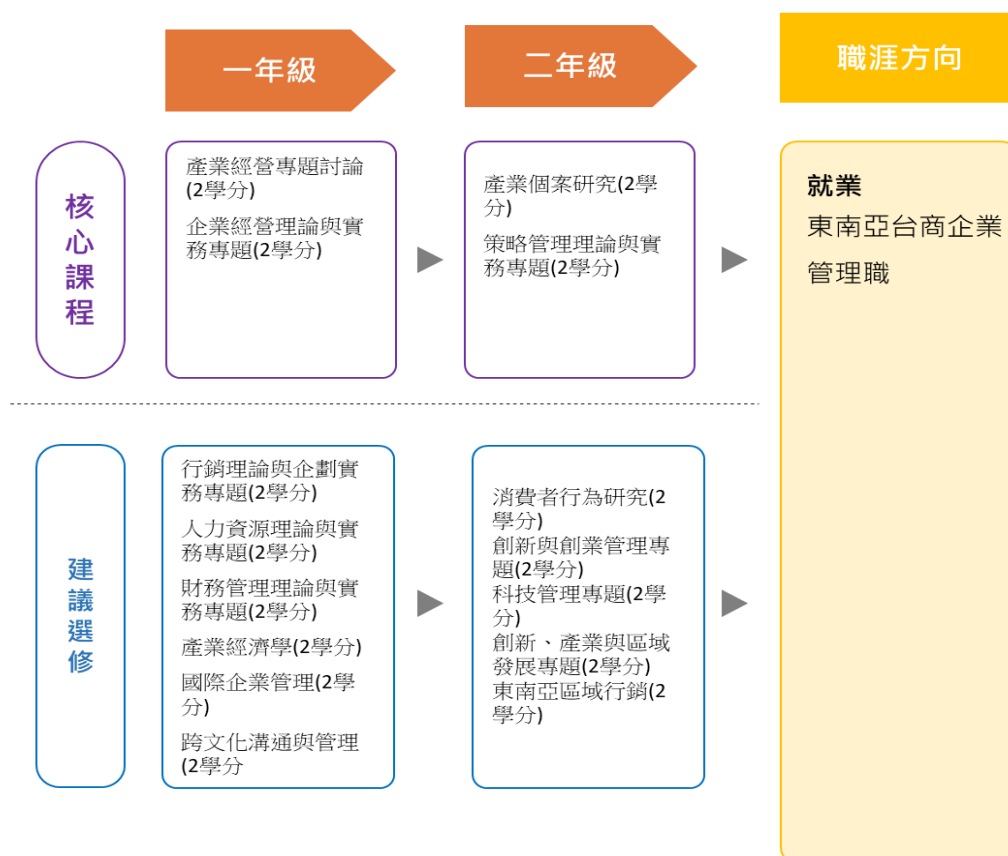 一年級
二年級
職涯方向
核
心
課
程
產業經營專題討論
(2學分)
企業經營理論與實
務專題(2學分)
產業個案研究(2學
分)
策略管理理論與實
務專題(2學分)
就業
東南亞台商企業
管理職
建
議
選
修
行銷理論與企劃實
務專題(2學分)
人力資源理論與實
務專題(2學分)
財務管理理論與實
務專題(2學分)
產業經濟學(2學分)
國際企業管理(2學
分)
跨文化溝通與管理
(2學分
消費者行為研究(2
學分)
創新與創業管理專
題(2學分)
科技管理專題(2學
分)
創新、產業與區域
發展專題(2學分)
東南亞區域行銷(2
學分)